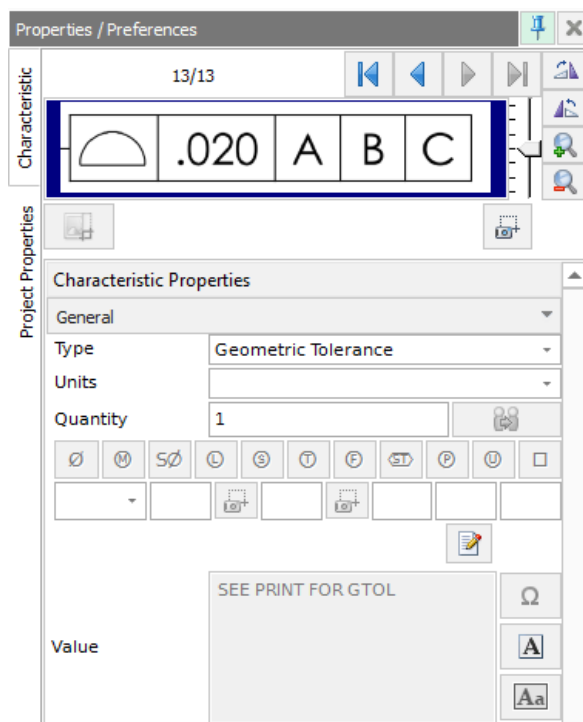 Properties / Preferences
Characteristic
Project Properties
13/13
.020 A B C
Characteristic Properties
General
Type Geometric Tolerance
Units
Quantity 1
Ø Ⓜ SØ Ⓛ Ⓢ Ⓣ Ⓕ ST Ⓟ Ⓤ
SEE PRINT FOR GTOL
Ω
Value
A
Aa